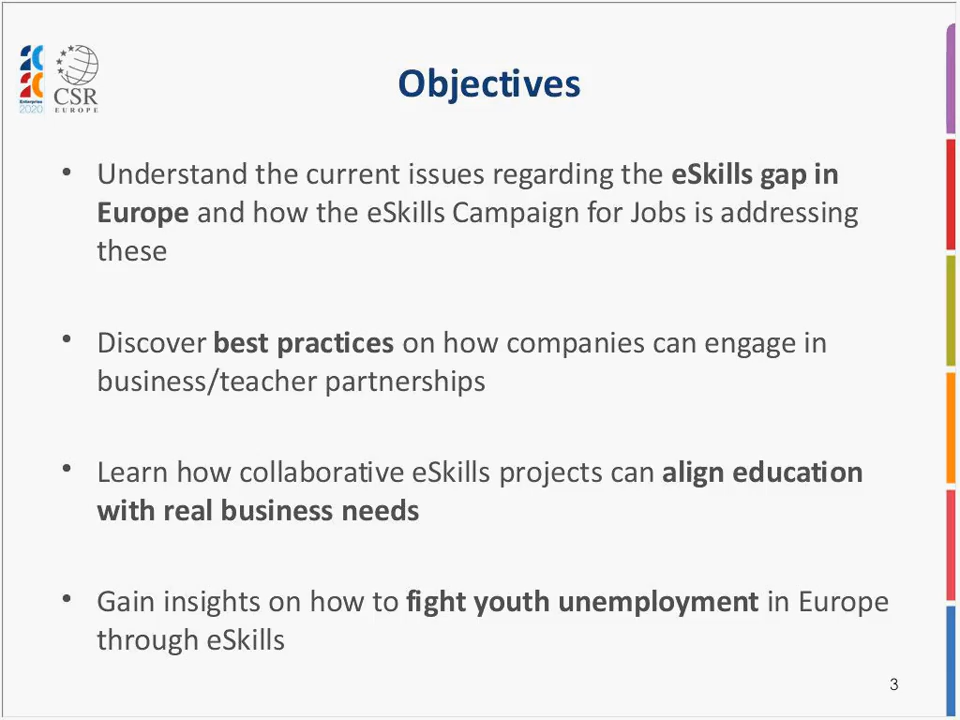 2020
Enterprise
2020
CSR
EUROPE
Objectives
• Understand the current issues regarding the eSkills gap in
Europe and how the eSkills Campaign for Jobs is addressing
these
• Discover best practices on how companies can engage in
business/teacher partnerships
• Learn how collaborative eSkills projects can align education
with real business needs
• Gain insights on how to fight youth unemployment in Europe
through eSkills
3